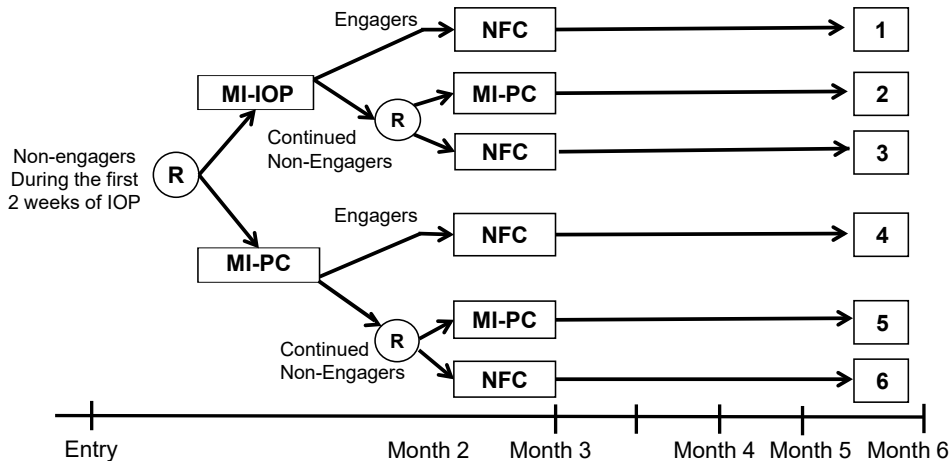 Engagers
NFC
1
MI-IOP
MI-PC
2
R
Continued
Non-Engagers
NFC
3
Non-engagers
During the first
2 weeks of IOP
R
Engagers
NFC
4
MI-PC
MI-PC
5
R
Continued
Non-Engagers
NFC
6
Entry
Month 2
Month 3
Month 4
Month 5
Month 6